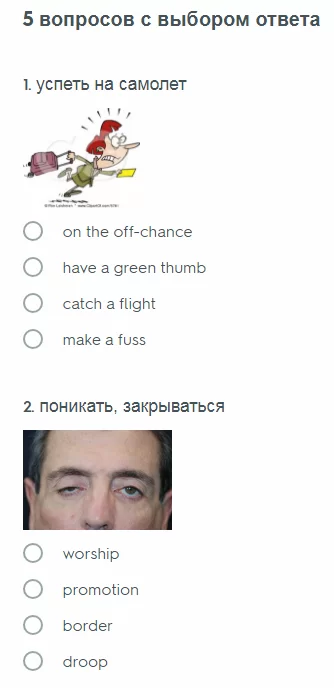 5 вопросов с выбором ответа
1. успеть на самолет
on the off-chance
have a green thumb
catch a flight
make a fuss
2. поникать, закрываться
worship
promotion
border
droop